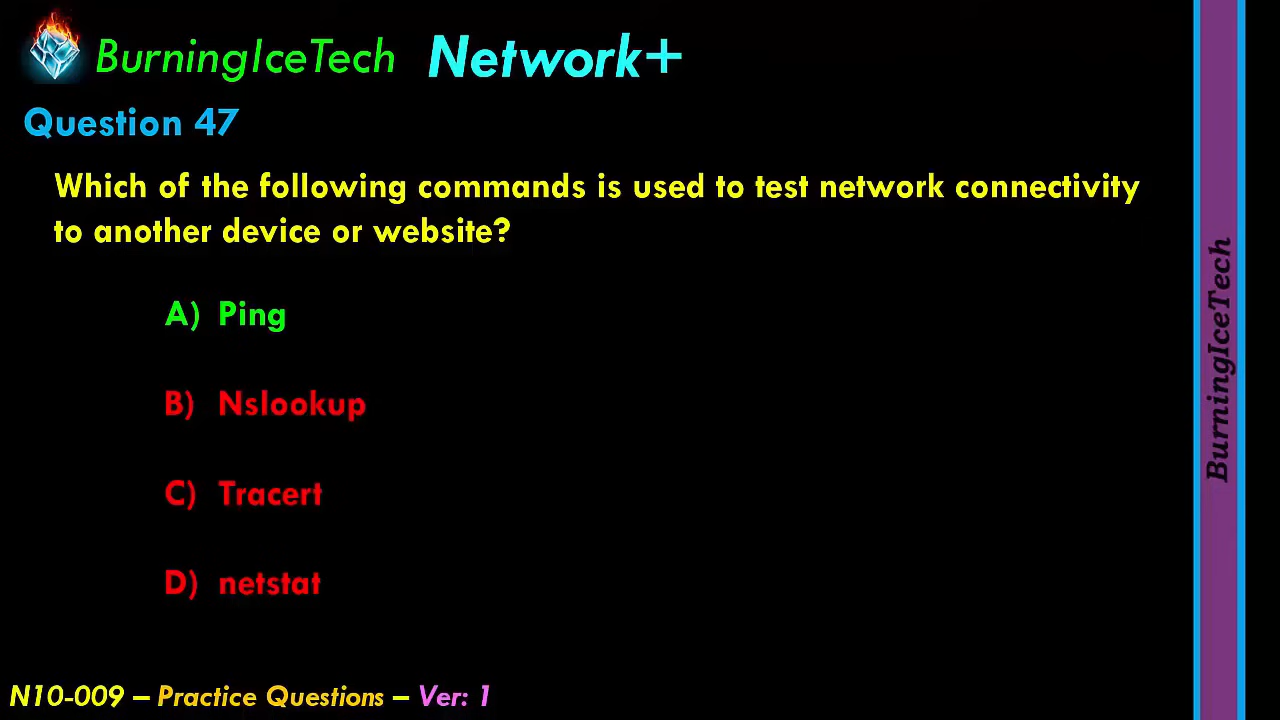 BurningIceTech Network+
Question 47
Which of the following commands is used to test network connectivity
to another device or website?
A) Ping
B) Nslookup
C) Tracert
D) netstat
N10-009 – Practice Questions – Ver: 1
BurningIceTech